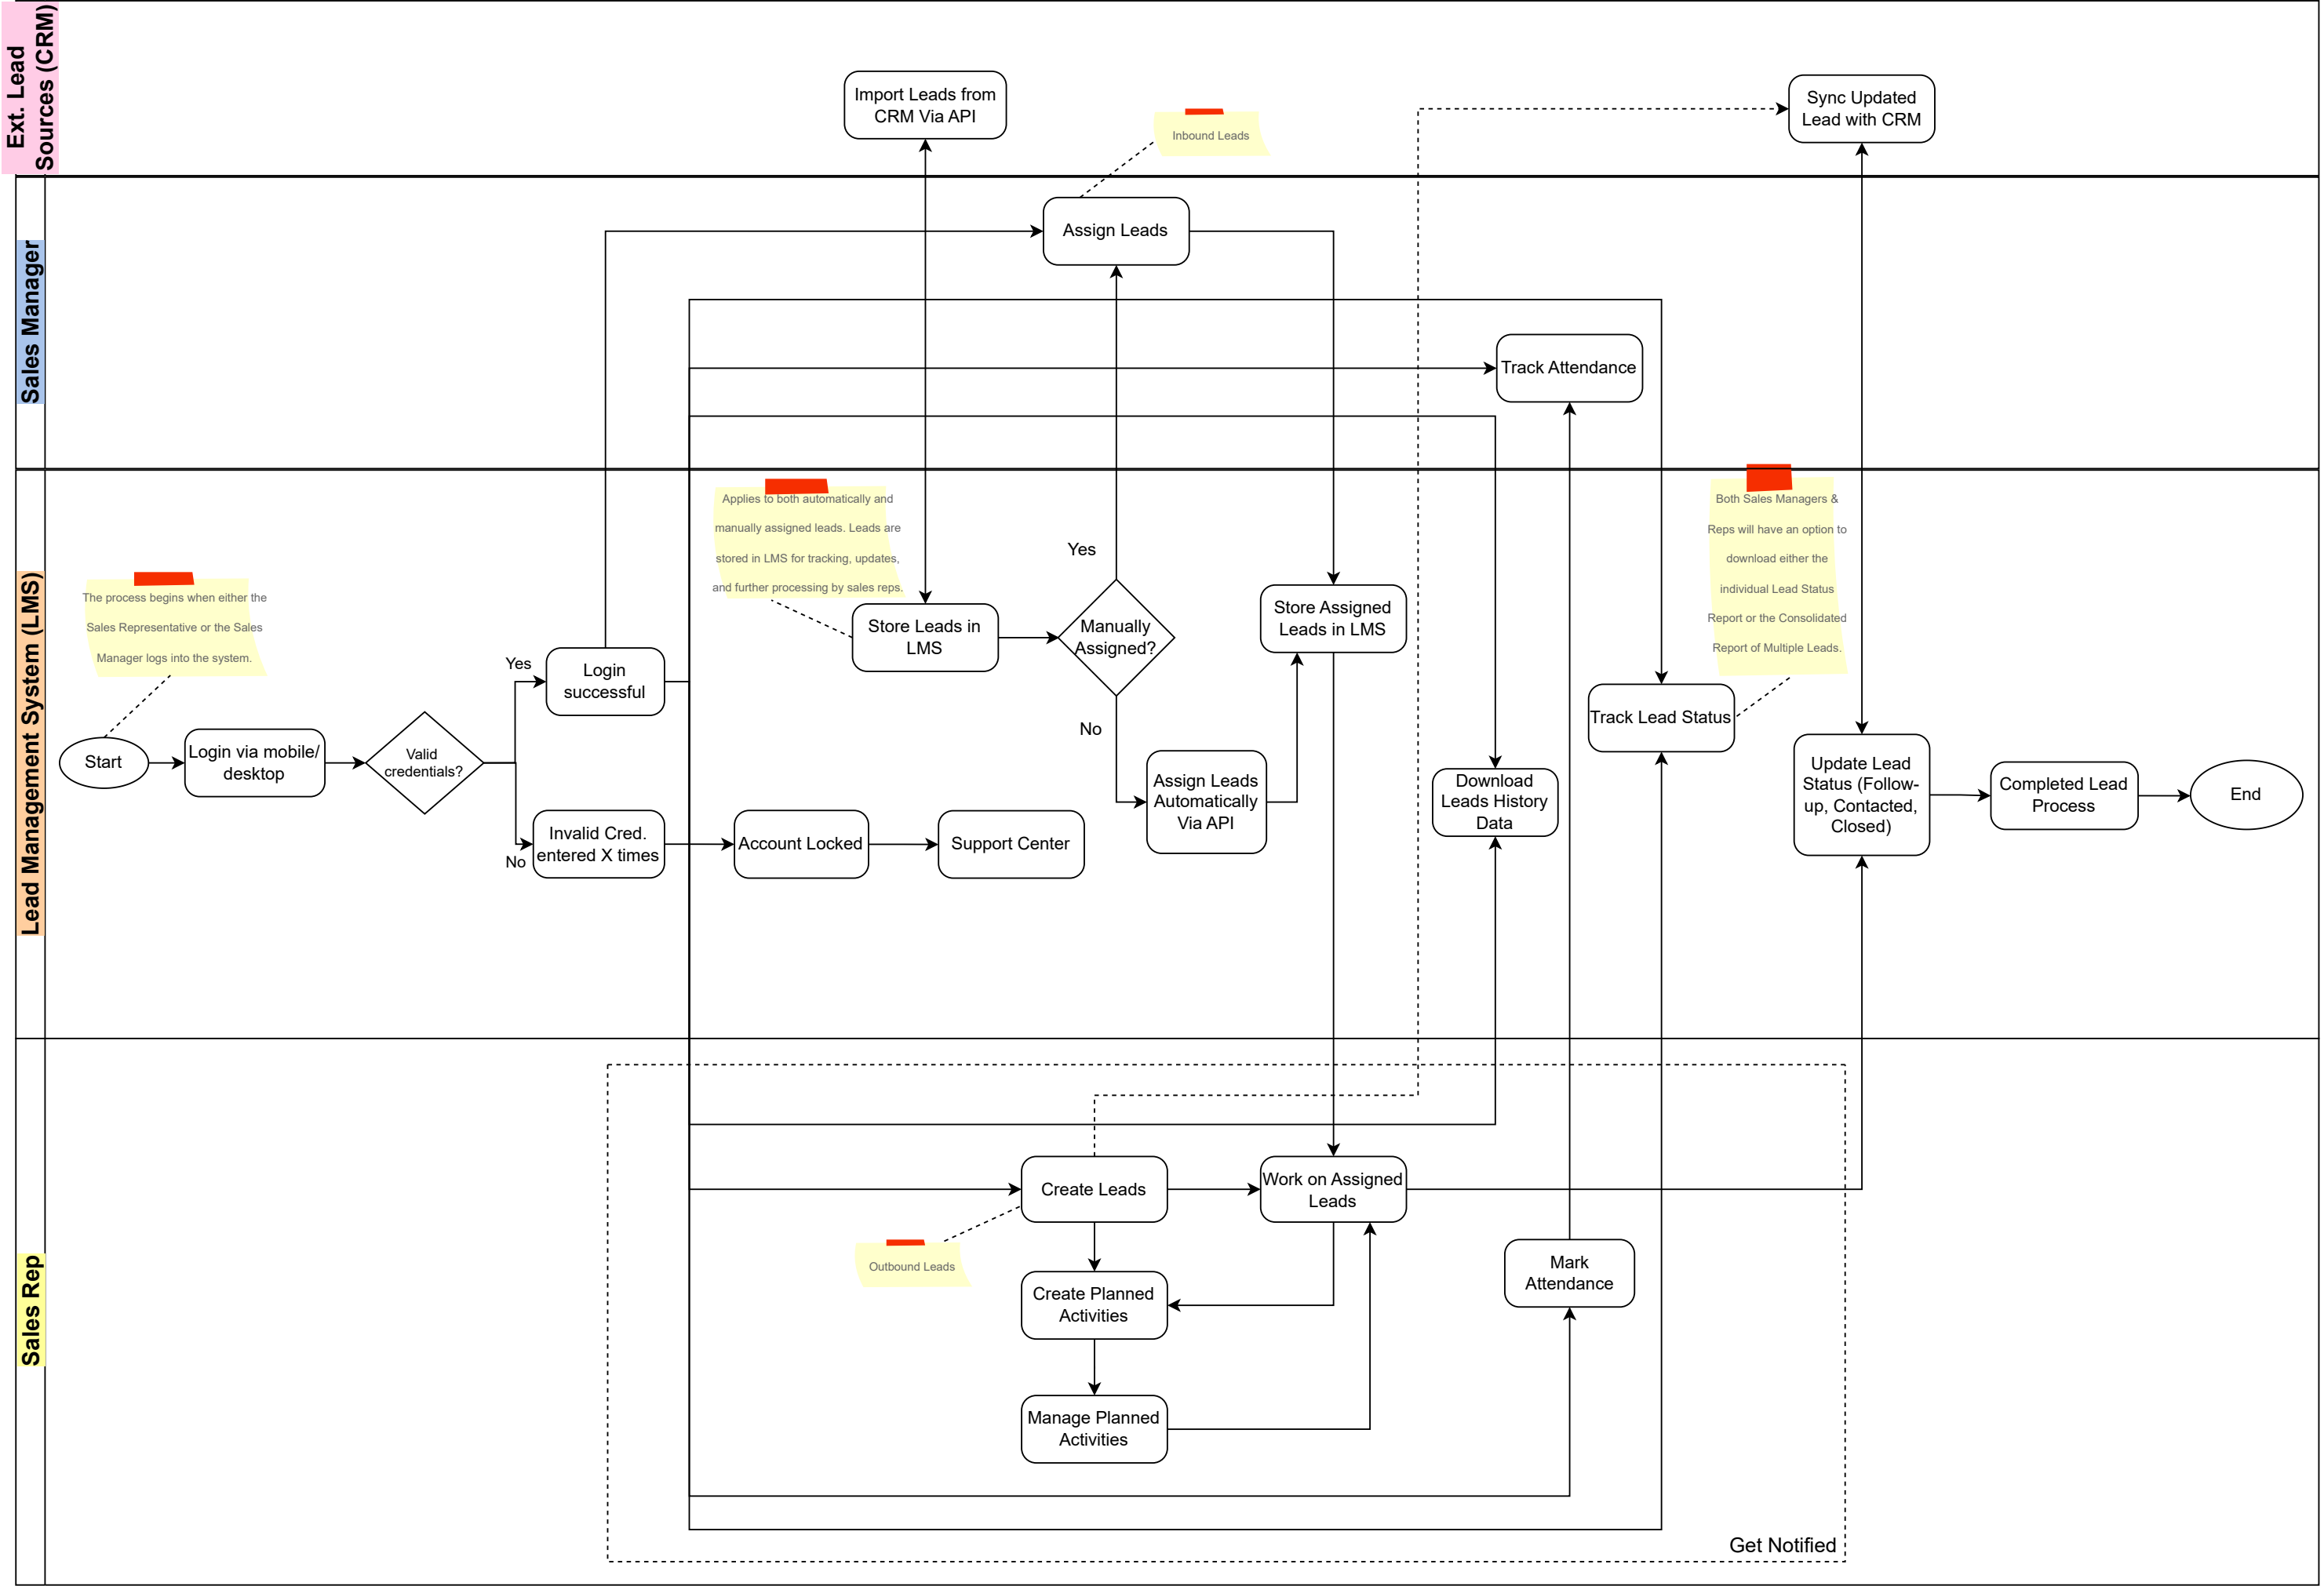 Ext. Lead
Sources (CRM)
Import Leads from
CRM Via API
Inbound Leads
Sync Updated
Lead with CRM
Sales Manager
Assign Leads
Track Attendance
Lead Management System (LMS)
The process begins when either the
Sales Representative or the Sales
Manager logs into the system.
Applies to both automatically and
manually assigned leads. Leads are
stored in LMS for tracking, updates,
and further processing by sales reps.
Both Sales Managers &
Reps will have an option to
download either the
individual Lead Status
Report or the Consolidated
Report of Multiple Leads.
Start
Login via mobile/
desktop
Valid
credentials?
Yes
Login
successful
No
Invalid Cred.
entered X times
Account Locked
Support Center
Store Leads in
LMS
Manually
Assigned?
Yes
No
Assign Leads
Automatically
Via API
Store Assigned
Leads in LMS
Download
Leads History
Data
Track Lead Status
Update Lead
Status (Follow-
up, Contacted,
Closed)
Completed Lead
Process
End
Sales Rep
Create Leads
Work on Assigned
Leads
Outbound Leads
Create Planned
Activities
Mark
Attendance
Manage Planned
Activities
Get Notified